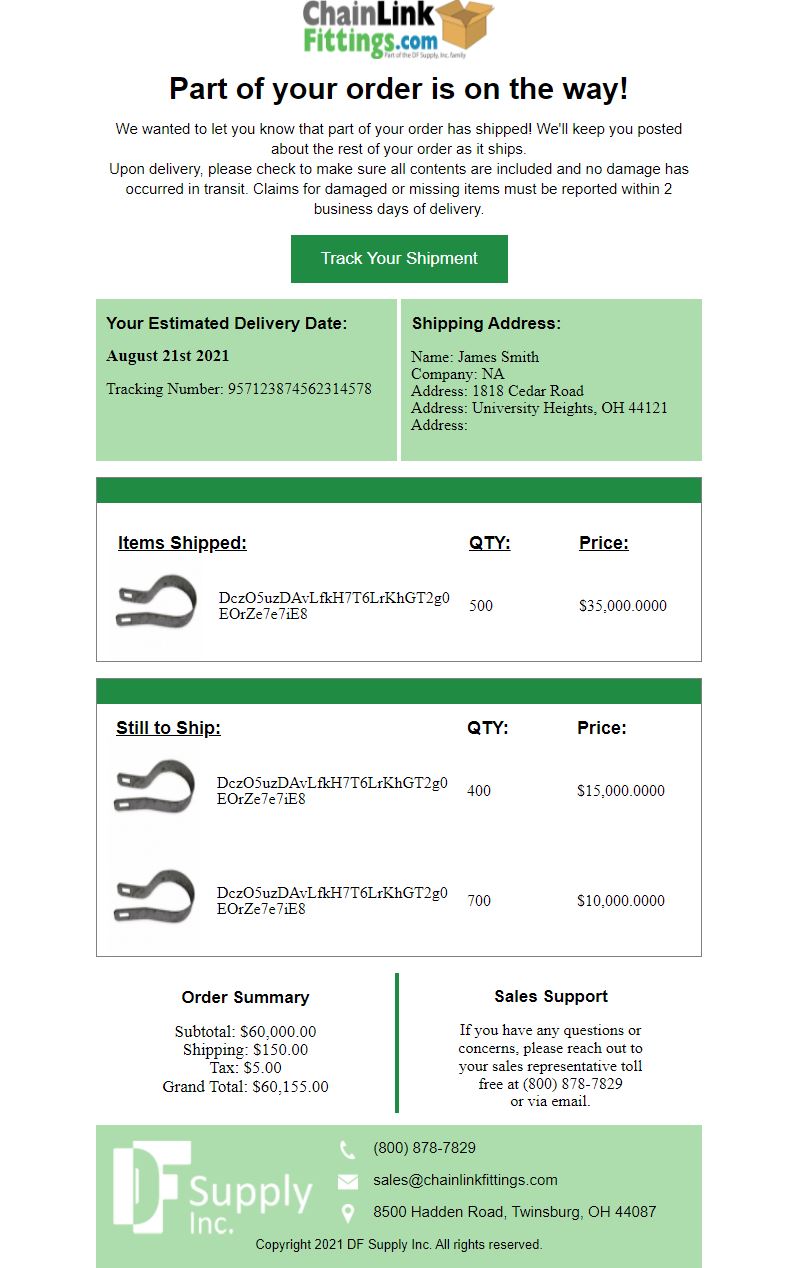 ChainLink
Fittings.com
Part of the DF Supply, Inc. family
Part of your order is on the way!
We wanted to let you know that part of your order has shipped! We'll keep you posted
about the rest of your order as it ships.
Upon delivery, please check to make sure all contents are included and no damage has
occurred in transit. Claims for damaged or missing items must be reported within 2
business days of delivery.
Track Your Shipment
Your Estimated Delivery Date:
August 21st 2021
Tracking Number: 957123874562314578
Shipping Address:
Name: James Smith
Company: NA
Address: 1818 Cedar Road
Address: University Heights, OH 44121
Address:
Items Shipped: QTY: Price:
DczO5uzDAvLfkH7T6LrKhGT2g0
EOrZe7e7iE8
500 $35,000.0000
Still to Ship: QTY: Price:
DczO5uzDAvLfkH7T6LrKhGT2g0
EOrZe7e7iE8
400 $15,000.0000
DczO5uzDAvLfkH7T6LrKhGT2g0
EOrZe7e7iE8
700 $10,000.0000
Order Summary
Subtotal: $60,000.00
Shipping: $150.00
Tax: $5.00
Grand Total: $60,155.00
Sales Support
If you have any questions or
concerns, please reach out to
your sales representative toll
free at (800) 878-7829
or via email.
DF Supply
Inc.
(800) 878-7829
sales@chainlinkfittings.com
8500 Hadden Road, Twinsburg, OH 44087
Copyright 2021 DF Supply Inc. All rights reserved.